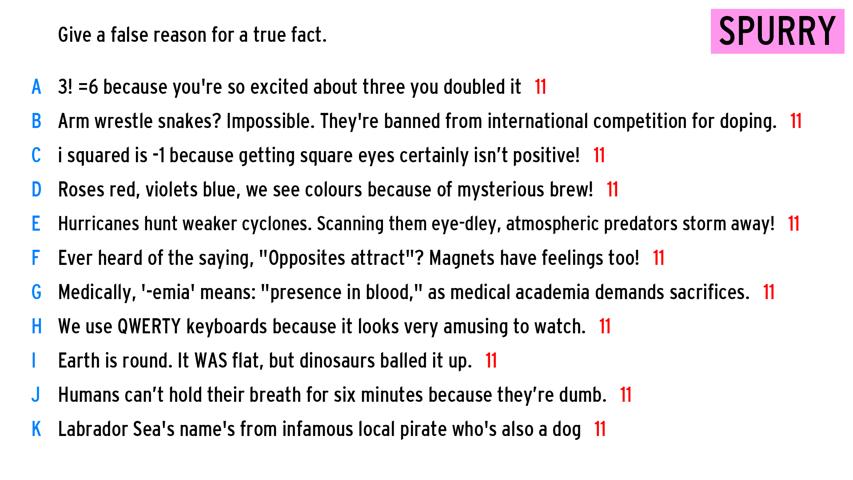 Give a false reason for a true fact.
SPURRY
A 3! =6 because you're so excited about three you doubled it 11
B Arm wrestle snakes? Impossible. They're banned from international competition for doping. 11
C i squared is -1 because getting square eyes certainly isn’t positive! 11
D Roses red, violets blue, we see colours because of mysterious brew! 11
E Hurricanes hunt weaker cyclones. Scanning them eye-dley, atmospheric predators storm away! 11
F Ever heard of the saying, "Opposites attract"? Magnets have feelings too! 11
G Medically, '-emia' means: "presence in blood," as medical academia demands sacrifices. 11
H We use QWERTY keyboards because it looks very amusing to watch. 11
I Earth is round. It WAS flat, but dinosaurs balled it up. 11
J Humans can’t hold their breath for six minutes because they’re dumb. 11
K Labrador Sea's name's from infamous local pirate who's also a dog 11